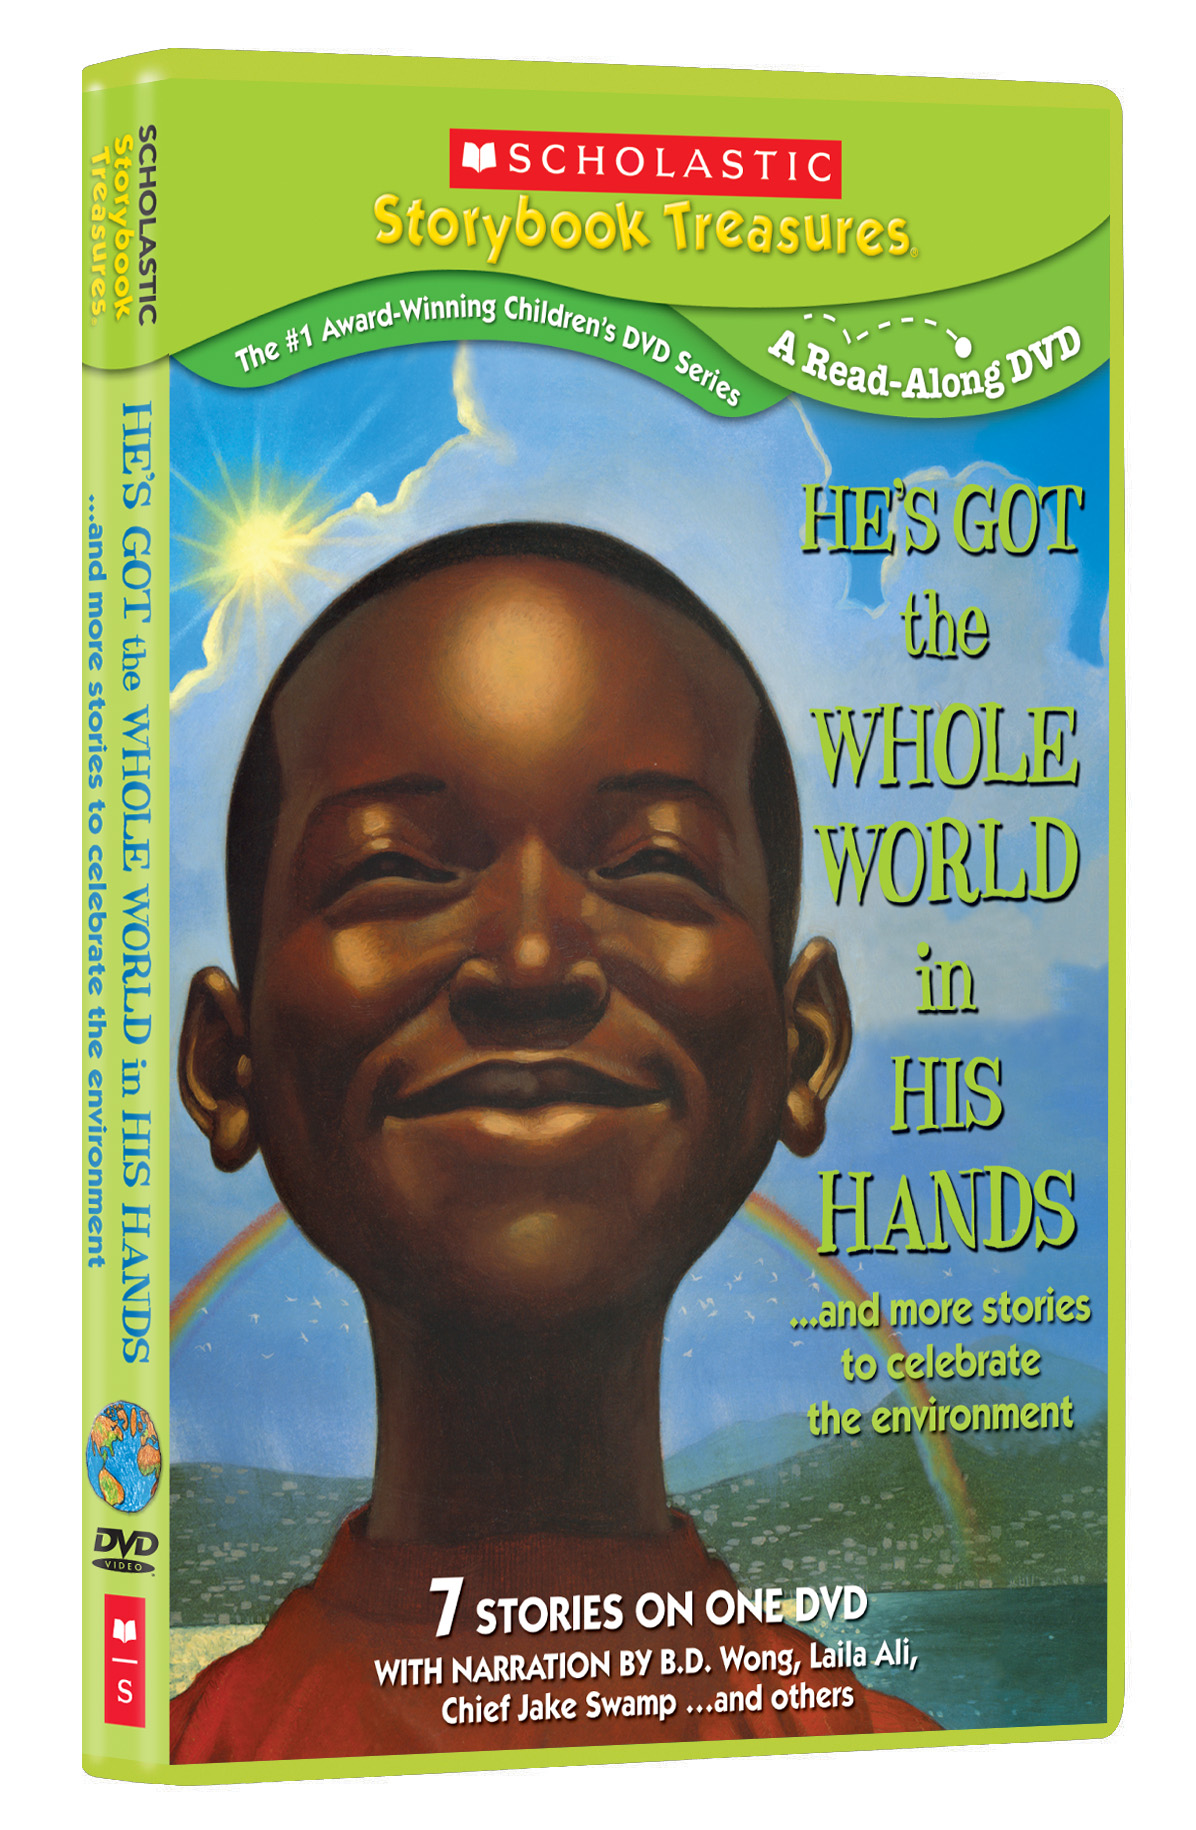 SCHOLASTIC
Storybook Treasures®
The #1 Award-Winning Children's DVD Series
A Read-Along DVD
HE'S GOT
the
WHOLE
WORLD
in
HIS
HANDS
...and more stories
to celebrate
the environment
7 STORIES ON ONE DVD
WITH NARRATION BY B.D. Wong, Laila Ali,
Chief Jake Swamp ...and others
SCHOLASTIC
Storybook
Treasures®
HE'S GOT the WHOLE WORLD in HIS HANDS
...and more stories to celebrate the environment
DVD
VIDEO
S